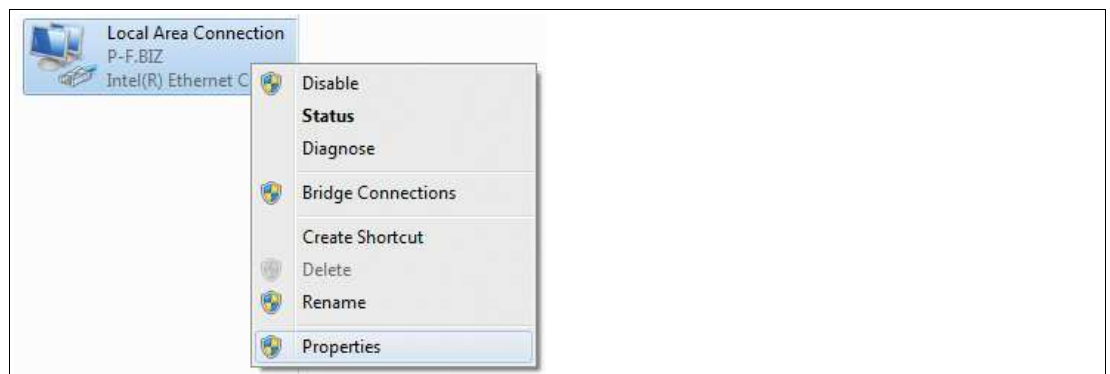 Local Area Connection
P-F.BIZ
Intel(R) Ethernet C
Disable
Status
Diagnose
Bridge Connections
Create Shortcut
Delete
Rename
Properties